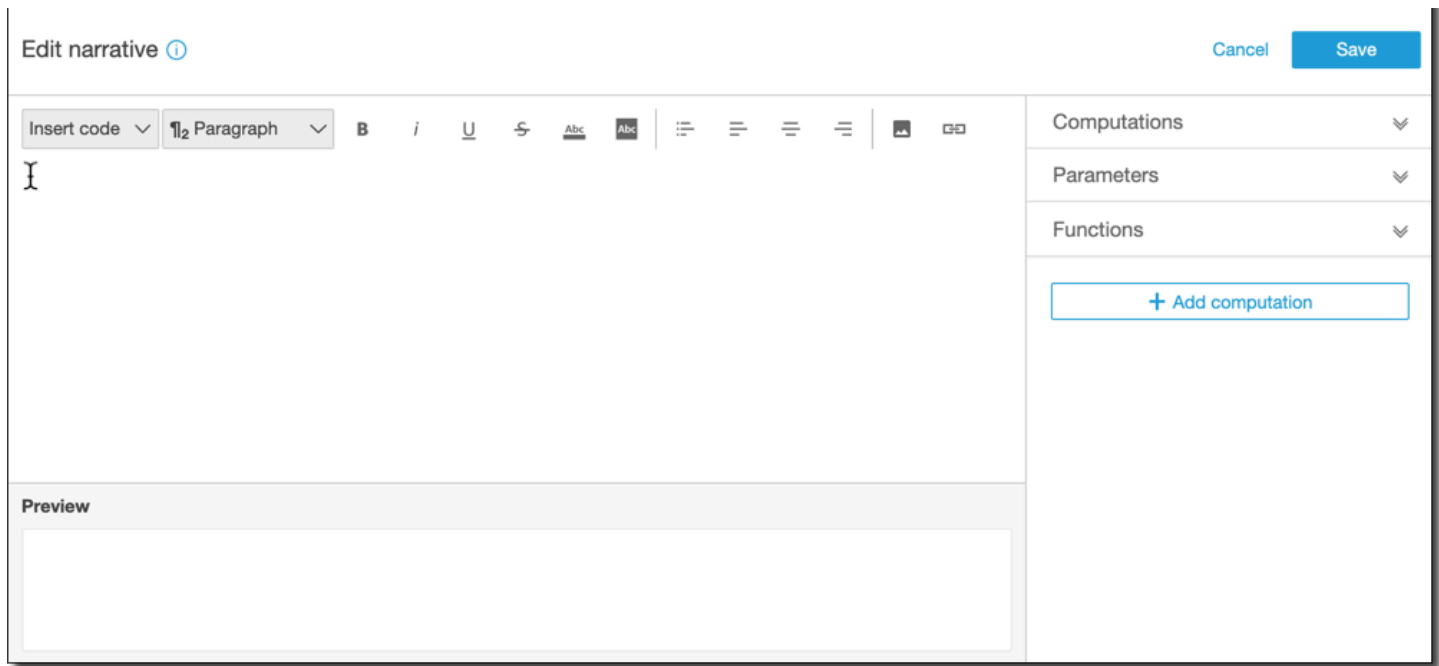 Edit narrative
Cancel
Save
Insert code
¶2 Paragraph
B
i
U
S
Abc
Abc
Computations
Parameters
Functions
+ Add computation
Preview